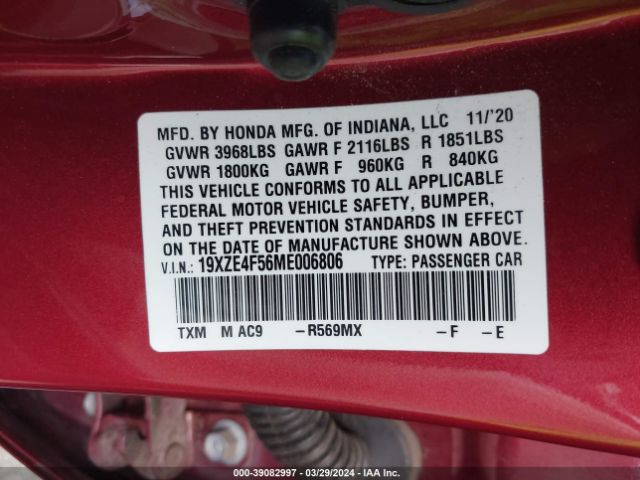 MFD. BY HONDA MFG. OF INDIANA, LLC 11/'20
GVWR 3968LBS GAWR F 2116LBS R 1851LBS
GVWR 1800KG GAWR F 960KG R 840KG
THIS VEHICLE CONFORMS TO ALL APPLICABLE
FEDERAL MOTOR VEHICLE SAFETY, BUMPER,
AND THEFT PREVENTION STANDARDS IN EFFECT
ON THE DATE OF MANUFACTURE SHOWN ABOVE.
V.I.N.: 19XZE4F56ME006806 TYPE: PASSENGER CAR
TXM M AC9 –R569MX –F –E
000-39082997 - 03/29/2024 - IAA Inc.